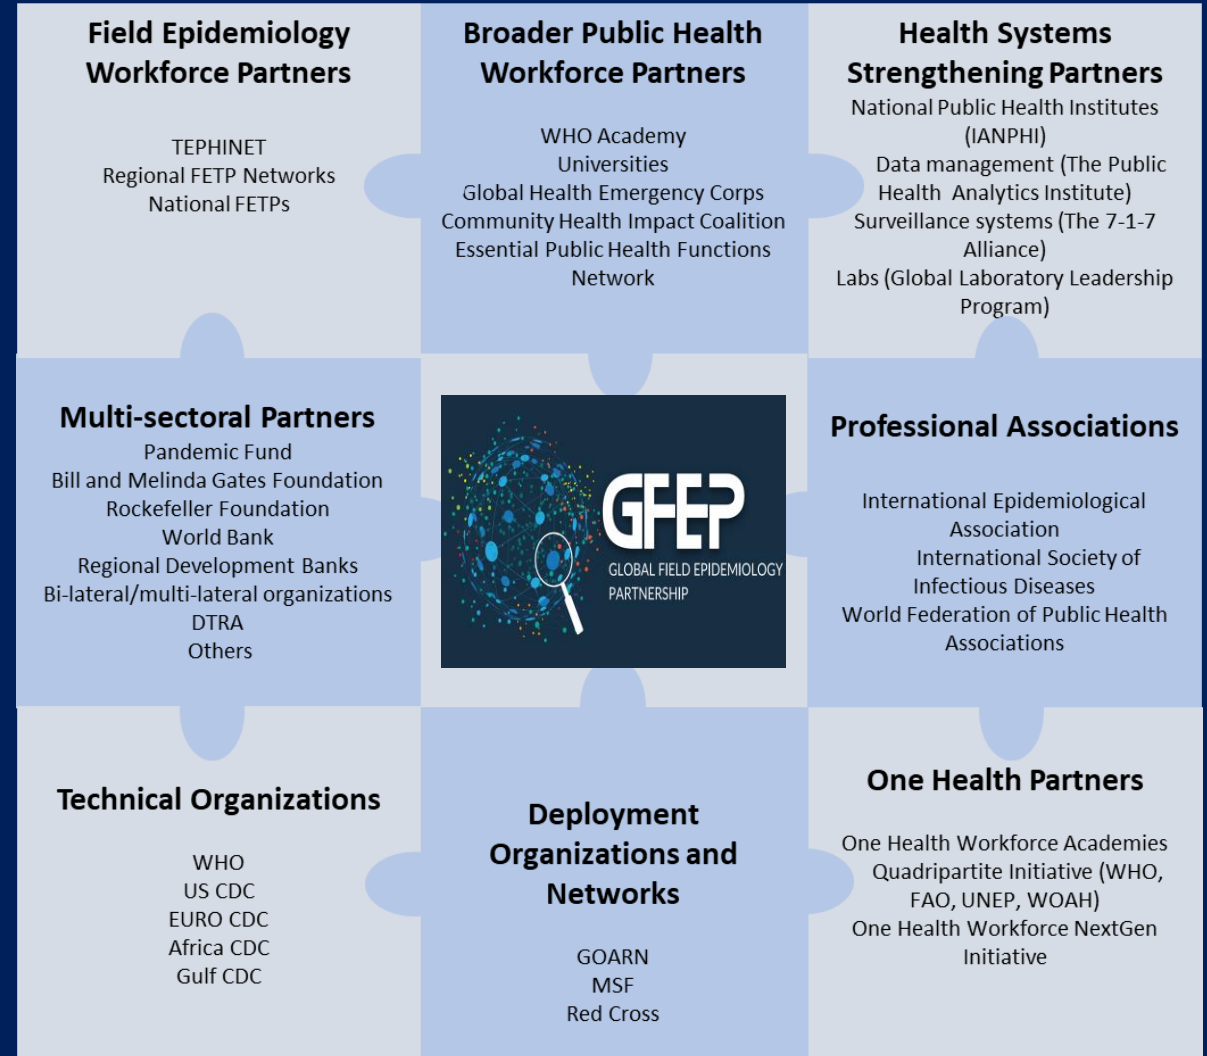 Field Epidemiology
Workforce Partners
TEPHINET
Regional FETP Networks
National FETPs
Broader Public Health
Workforce Partners
WHO Academy
Universities
Global Health Emergency Corps
Community Health Impact Coalition
Essential Public Health Functions
Network
Health Systems
Strengthening Partners
National Public Health Institutes
(IANPHI)
Data management (The Public
Health Analytics Institute)
Surveillance systems (The 7-1-7
Alliance)
Labs (Global Laboratory Leadership
Program)
Multi-sectoral Partners
Pandemic Fund
Bill and Melinda Gates Foundation
Rockefeller Foundation
World Bank
Regional Development Banks
Bi-lateral/multi-lateral organizations
DTRA
Others
GFEP
GLOBAL FIELD EPIDEMIOLOGY
PARTNERSHIP
Professional Associations
International Epidemiological
Association
International Society of
Infectious Diseases
World Federation of Public Health
Associations
Technical Organizations
WHO
US CDC
EURO CDC
Africa CDC
Gulf CDC
Deployment
Organizations and
Networks
GOARN
MSF
Red Cross
One Health Partners
One Health Workforce Academies
Quadripartite Initiative (WHO,
FAO, UNEP, WOAH)
One Health Workforce NextGen
Initiative